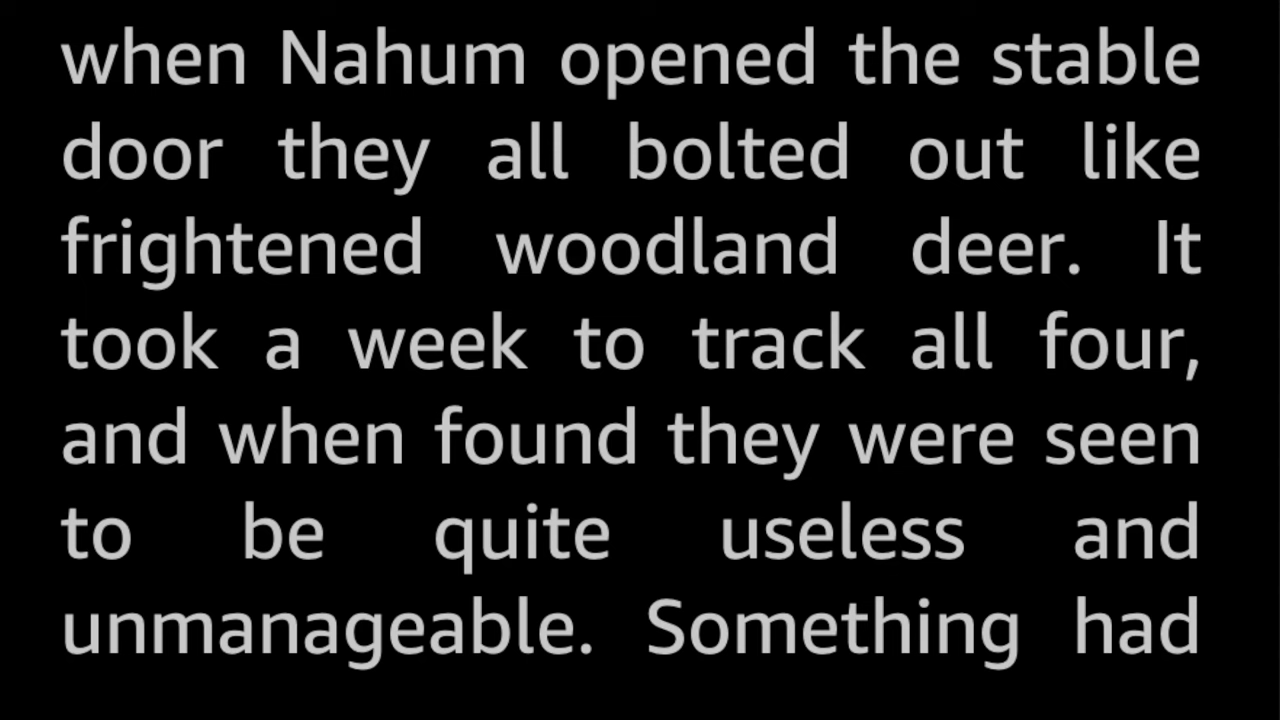 when Nahum opened the stable
door they all bolted out like
frightened woodland deer. It
took a week to track all four,
and when found they were seen
to be quite useless and
unmanageable. Something had